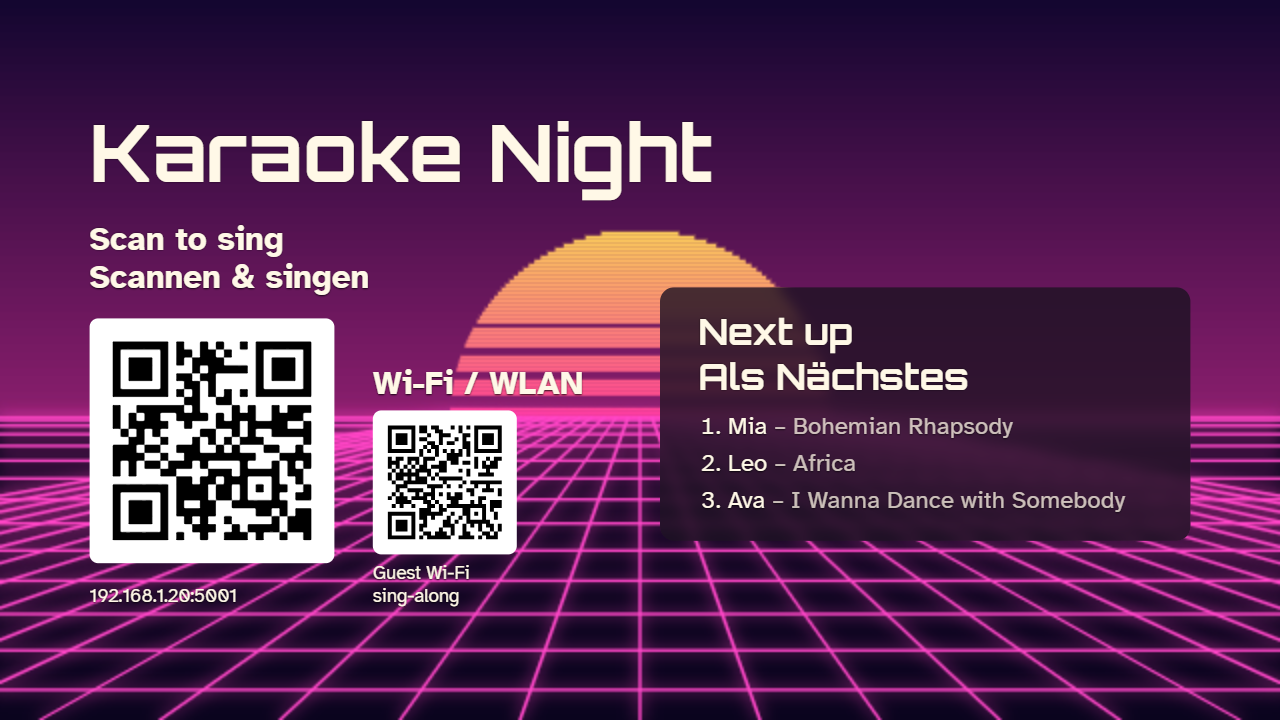 Karaoke Night
Scan to sing
Scannen & singen
192.168.1.20:5001
Wi-Fi / WLAN
Guest Wi-Fi
sing-along
Next up
Als Nächstes
1. Mia – Bohemian Rhapsody
2. Leo – Africa
3. Ava – I Wanna Dance with Somebody